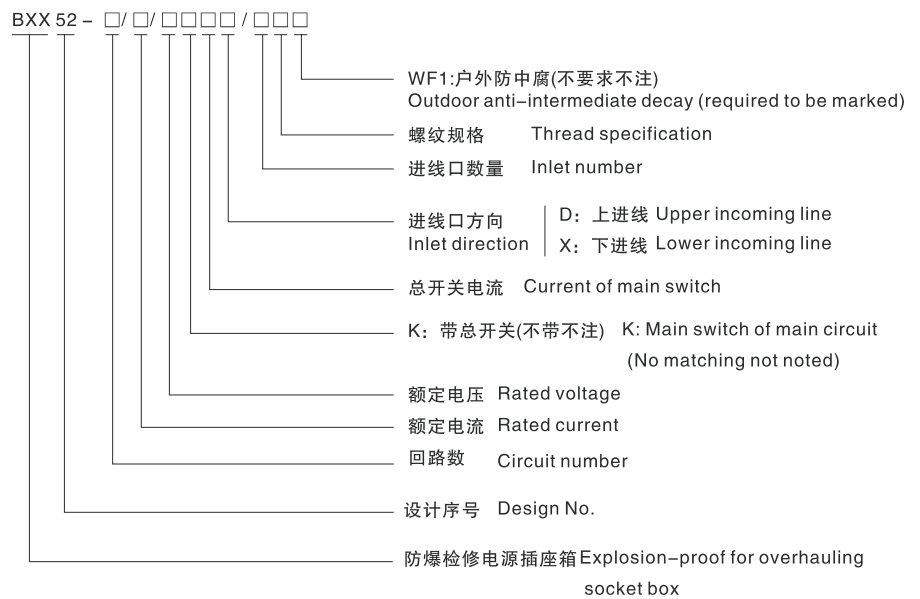 BXX 52 - □/ □/ □□□□ / □□□
WF1:户外防中腐(不要求不注)
Outdoor anti-intermediate decay (required to be marked)
螺纹规格 Thread specification
进线口数量 Inlet number
进线口方向 D: 上进线 Upper incoming line
Inlet direction X: 下进线 Lower incoming line
总开关电流 Current of main switch
K: 带总开关(不带不注) K: Main switch of main circuit
(No matching not noted)
额定电压 Rated voltage
额定电流 Rated current
回路数 Circuit number
设计序号 Design No.
防爆检修电源插座箱 Explosion-proof for overhauling
socket box